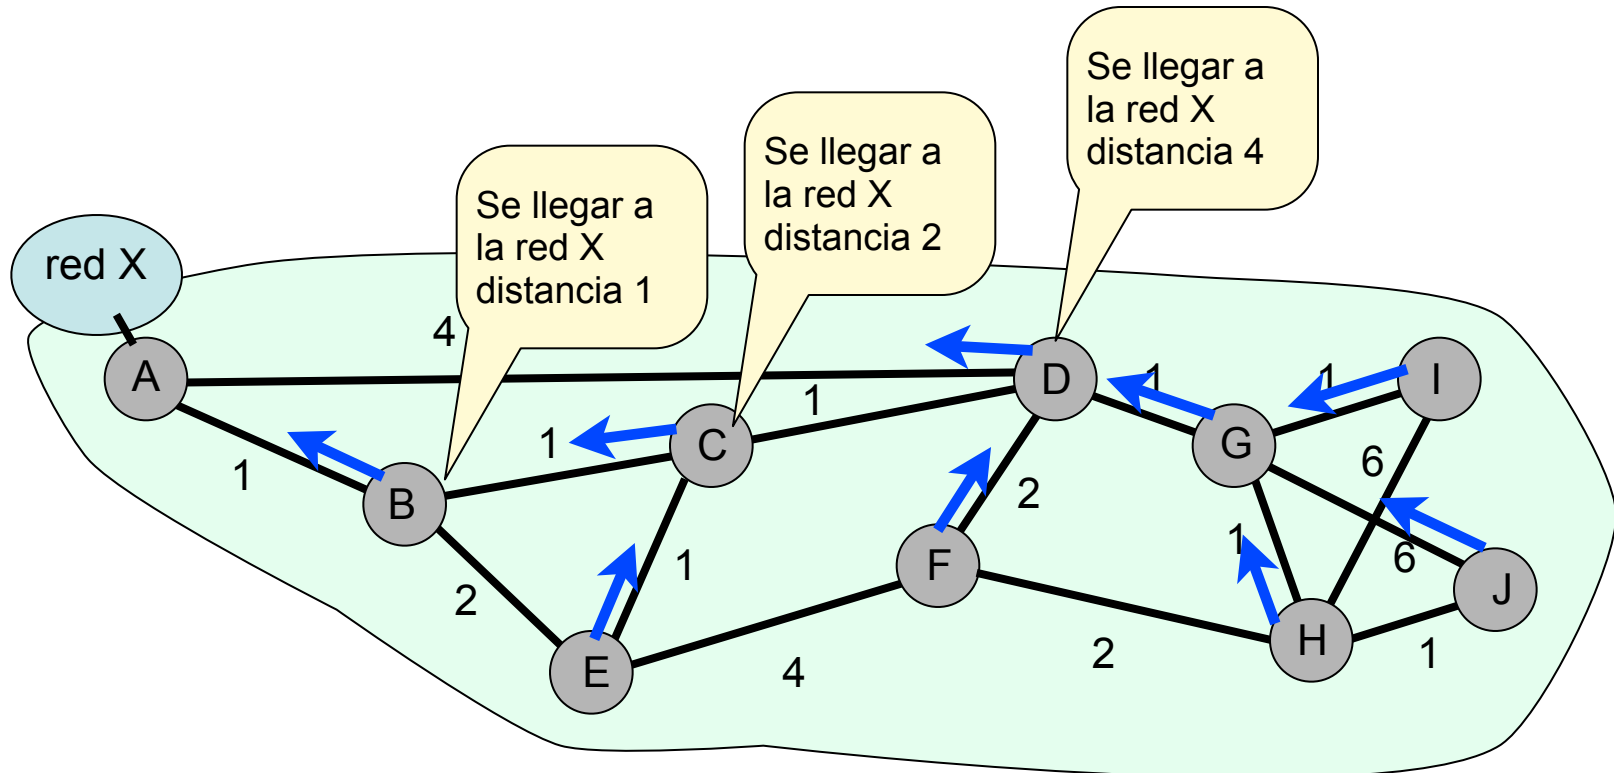 Se llegar a
la red X
distancia 4
Se llegar a
la red X
distancia 2
Se llegar a
la red X
distancia 1
red X
4
A
D
1
I
1
1
C
1
G
1
B
6
2
1
6
F
1
2
J
E
H
4
2
1